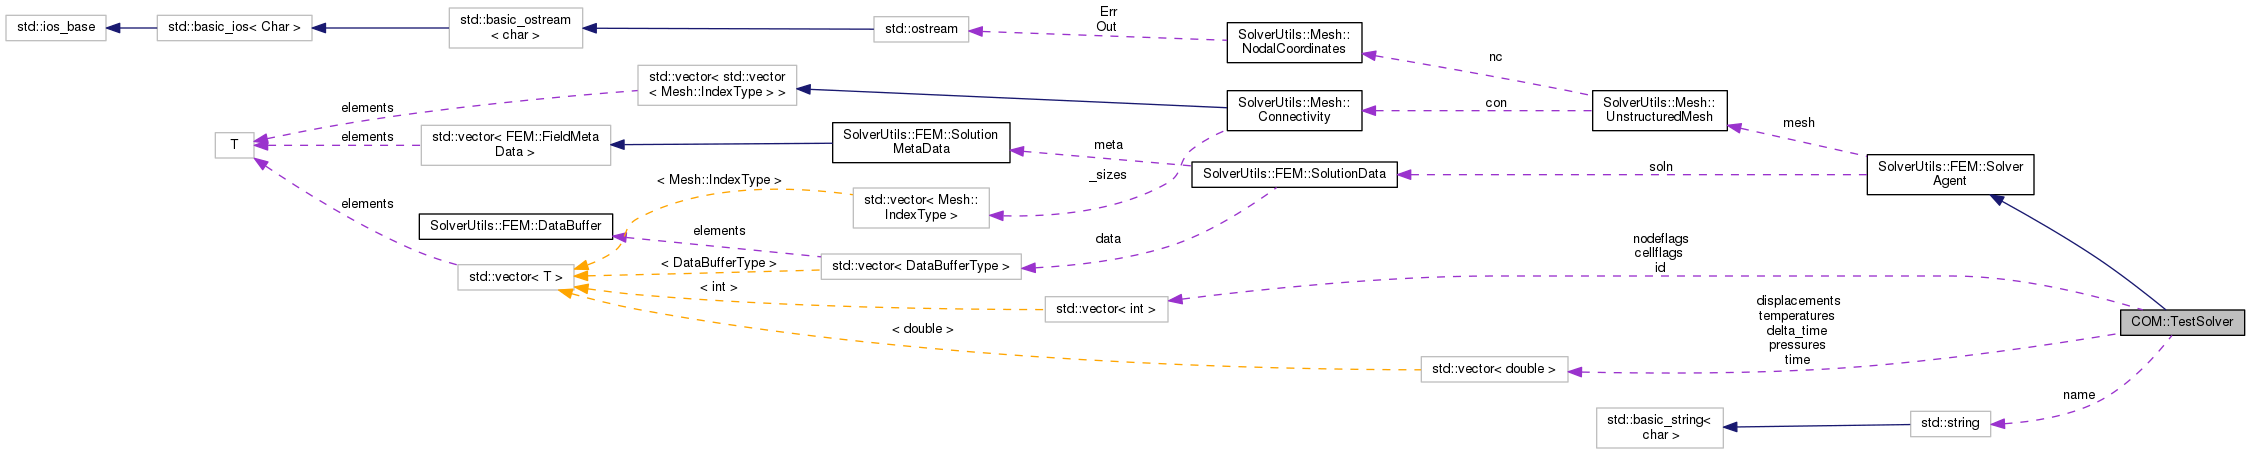 std::ios_base
std::basic_ios< Char >
std::basic_ostream
< char >
std::ostream
Err
Out
SolverUtils::Mesh::
NodalCoordinates
nc
std::vector< std::vector
< Mesh::IndexType > >
elements
SolverUtils::Mesh::
Connectivity
con
SolverUtils::Mesh::
UnstructuredMesh
mesh
T
elements
std::vector< FEM::FieldMeta
Data >
SolverUtils::FEM::Solution
MetaData
meta
_sizes
SolverUtils::FEM::SolutionData
soln
SolverUtils::FEM::Solver
Agent
elements
< Mesh::IndexType >
std::vector< Mesh::
IndexType >
SolverUtils::FEM::DataBuffer
elements
data
nodeflags
cellflags
id
std::vector< T >
< DataBufferType >
std::vector< DataBufferType >
< int >
std::vector< int >
displacements
temperatures
delta_time
pressures
time
COM::TestSolver
< double >
std::vector< double >
name
std::basic_string<
char >
std::string